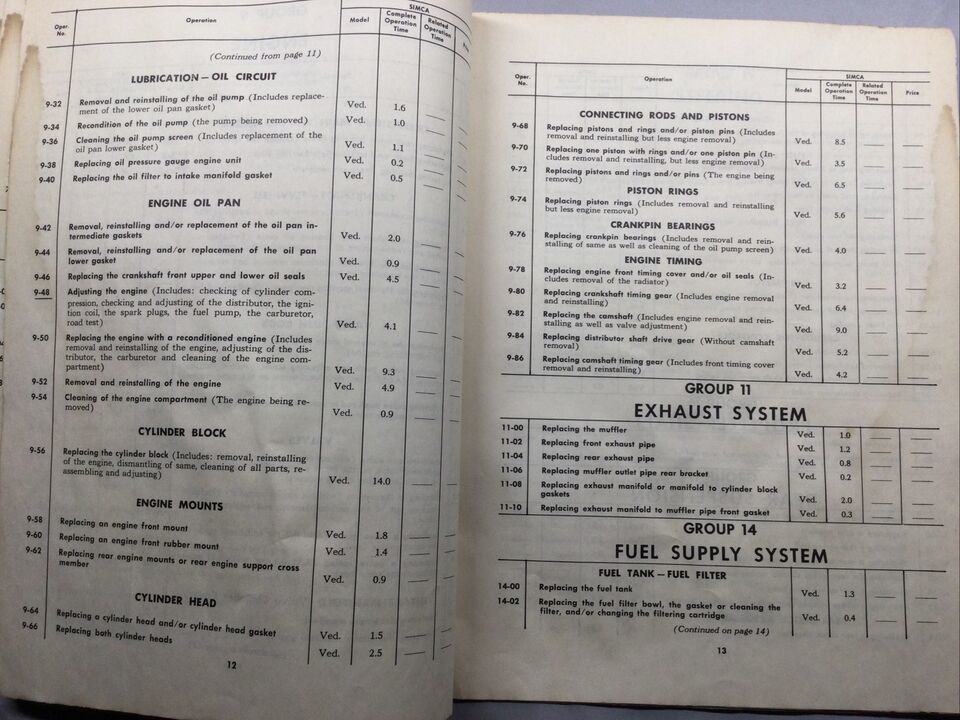 Oper. No. Operation SIMCA Model Complete Operation Time Related Operation Time
(Continued from page 11)
LUBRICATION — OIL CIRCUIT
9-32 Removal and reinstalling of the oil pump (Includes replace-
ment of the lower oil pan gasket) Ved. 1.6
9-34 Recondition of the oil pump (the pump being removed) Ved. 1.0
9-36 Cleaning the oil pump screen (Includes replacement of the
oil pan lower gasket) Ved. 1.1
9-38 Replacing oil pressure gauge engine unit Ved. 0.2
9-40 Replacing the oil filter to intake manifold gasket Ved. 0.5
ENGINE OIL PAN
9-42 Removal, reinstalling and/or replacement of the oil pan in-
termediate gaskets Ved. 2.0
9-44 Removal, reinstalling and/or replacement of the oil pan
lower gasket Ved. 0.9
9-46 Replacing the crankshaft front upper and lower oil seals Ved. 4.5
9-48 Adjusting the engine (Includes: checking of cylinder com-
pression, checking and adjusting of the distributor, the igni-
tion coil, the spark plugs, the fuel pump, the carburetor,
road test) Ved. 4.1
9-50 Replacing the engine with a reconditioned engine (Includes
removal and reinstalling of the engine, adjusting of the dis-
tributor, the carburetor and cleaning of the engine com-
partment) Ved. 9.3
9-52 Removal and reinstalling of the engine Ved. 4.9
9-54 Cleaning of the engine compartment (The engine being re-
moved) Ved. 0.9
CYLINDER BLOCK
9-56 Replacing the cylinder block (Includes: removal, reinstalling
of the engine, dismantling of same, cleaning of all parts, re-
assembling and adjusting) Ved. 14.0
ENGINE MOUNTS
9-58 Replacing an engine front mount Ved. 1.8
9-60 Replacing an engine front rubber mount Ved. 1.4
9-62 Replacing rear engine mounts or rear engine support cross
member Ved. 0.9
CYLINDER HEAD
9-64 Replacing a cylinder head and/or cylinder head gasket Ved. 1.5
9-66 Replacing both cylinder heads Ved. 2.5
12
Oper. No. Operation SIMCA Model Complete Operation Time Related Operation Time Price
CONNECTING RODS AND PISTONS
9-68 Replacing pistons and rings and/or piston pins (Includes
removal and reinstalling but less engine removal) Ved. 8.5
9-70 Replacing one piston with rings and/or one piston pin (In-
cludes removal and reinstalling, but less engine removal) Ved. 3.5
9-72 Replacing pistons and rings and/or pins (The engine being
removed) Ved. 6.5
PISTON RINGS
9-74 Replacing piston rings (Includes removal and reinstalling
but less engine removal) Ved. 5.6
CRANKPIN BEARINGS
9-76 Replacing crankpin bearings (Includes removal and rein-
stalling of same as well as cleaning of the oil pump screen) Ved. 4.0
ENGINE TIMING
9-78 Replacing engine front timing cover and/or oil seals (In-
cludes removal of the radiator) Ved. 3.2
9-80 Replacing crankshaft timing gear (Includes engine removal
and reinstalling) Ved. 6.4
9-82 Replacing the camshaft (Includes engine removal and rein-
stalling as well as valve adjustment) Ved. 9.0
9-84 Replacing distributor shaft drive gear (Without camshaft
removal) Ved. 5.2
9-86 Replacing camshaft timing gear (Includes front timing cover
removal and reinstalling) Ved. 4.2
GROUP 11
EXHAUST SYSTEM
11-00 Replacing the muffler Ved. 1.0
11-02 Replacing front exhaust pipe Ved. 1.2
11-04 Replacing rear exhaust pipe Ved. 0.8
11-06 Replacing muffler outlet pipe rear bracket Ved. 0.2
11-08 Replacing exhaust manifold or manifold to cylinder block
gaskets Ved. 2.0
11-10 Replacing exhaust manifold to muffler pipe front gasket Ved. 0.3
GROUP 14
FUEL SUPPLY SYSTEM
FUEL TANK — FUEL FILTER
14-00 Replacing the fuel tank Ved. 1.3
14-02 Replacing the fuel filter bowl, the gasket or cleaning the
filter, and/or changing the filtering cartridge Ved. 0.4
(Continued on page 14)
13